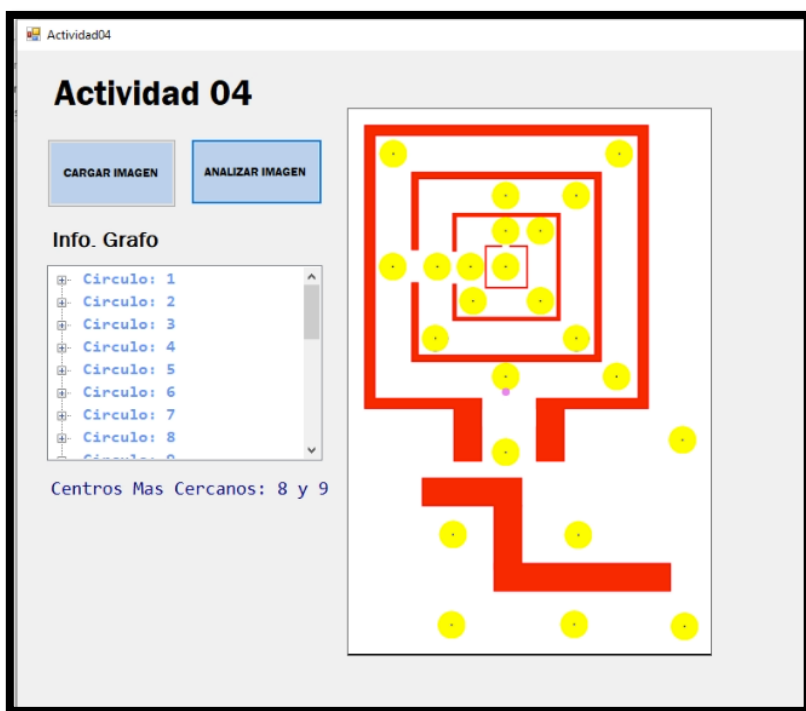 Actividad04
Actividad 04
CARGAR IMAGEN
ANALIZAR IMAGEN
Info. Grafo
Circulo: 1
Circulo: 2
Circulo: 3
Circulo: 4
Circulo: 5
Circulo: 6
Circulo: 7
Circulo: 8
Centros Mas Cercanos: 8 y 9